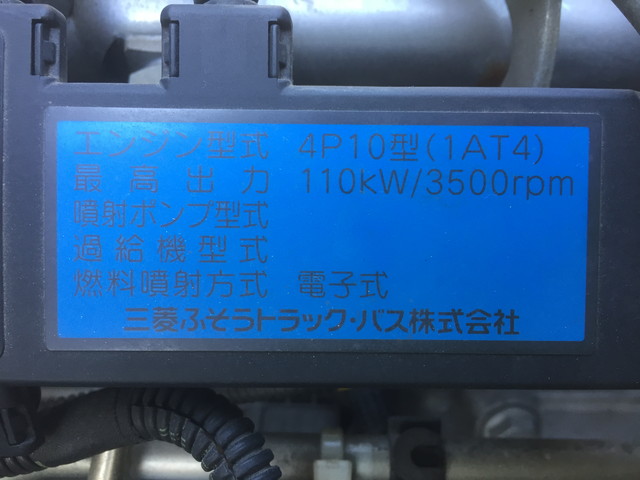 エンジン型式 4P10型(1AT4)
最高出力 110kW/3500rpm
噴射ポンプ型式
過給機型式
燃料噴射方式 電子式
三菱ふそうトラック・バス株式会社